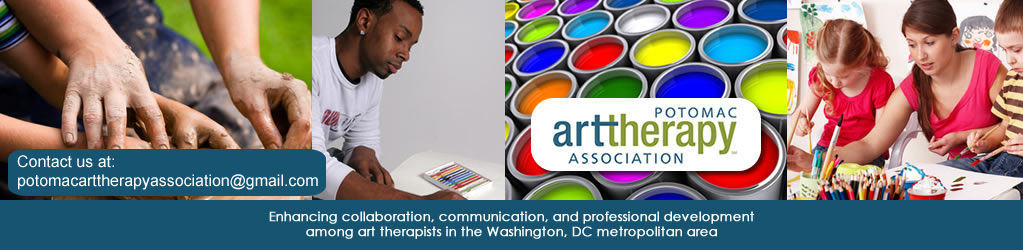 Contact us at:
potomacarttherapyassociation@gmail.com
POTOMAC
arttherapy
ASSOCIATION
Enhancing collaboration, communication, and professional development
among art therapists in the Washington, DC metropolitan area